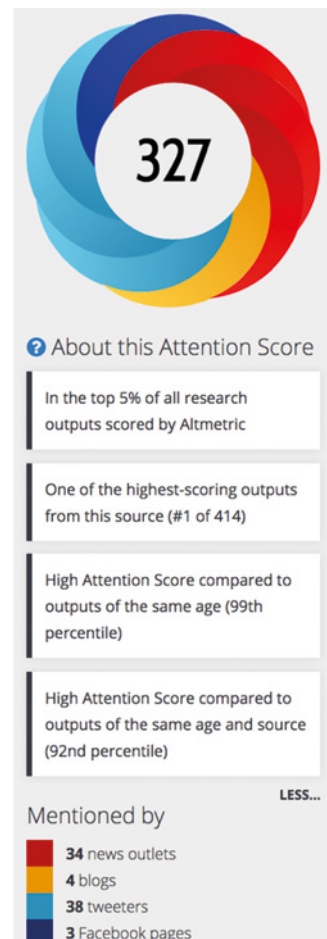 327
? About this Attention Score
In the top 5% of all research
outputs scored by Altmetric
One of the highest-scoring outputs
from this source (#1 of 414)
High Attention Score compared to
outputs of the same age (99th
percentile)
High Attention Score compared to
outputs of the same age and source
(92nd percentile)
LESS...
Mentioned by
34 news outlets
4 blogs
38 tweeters
3 Facebook pages